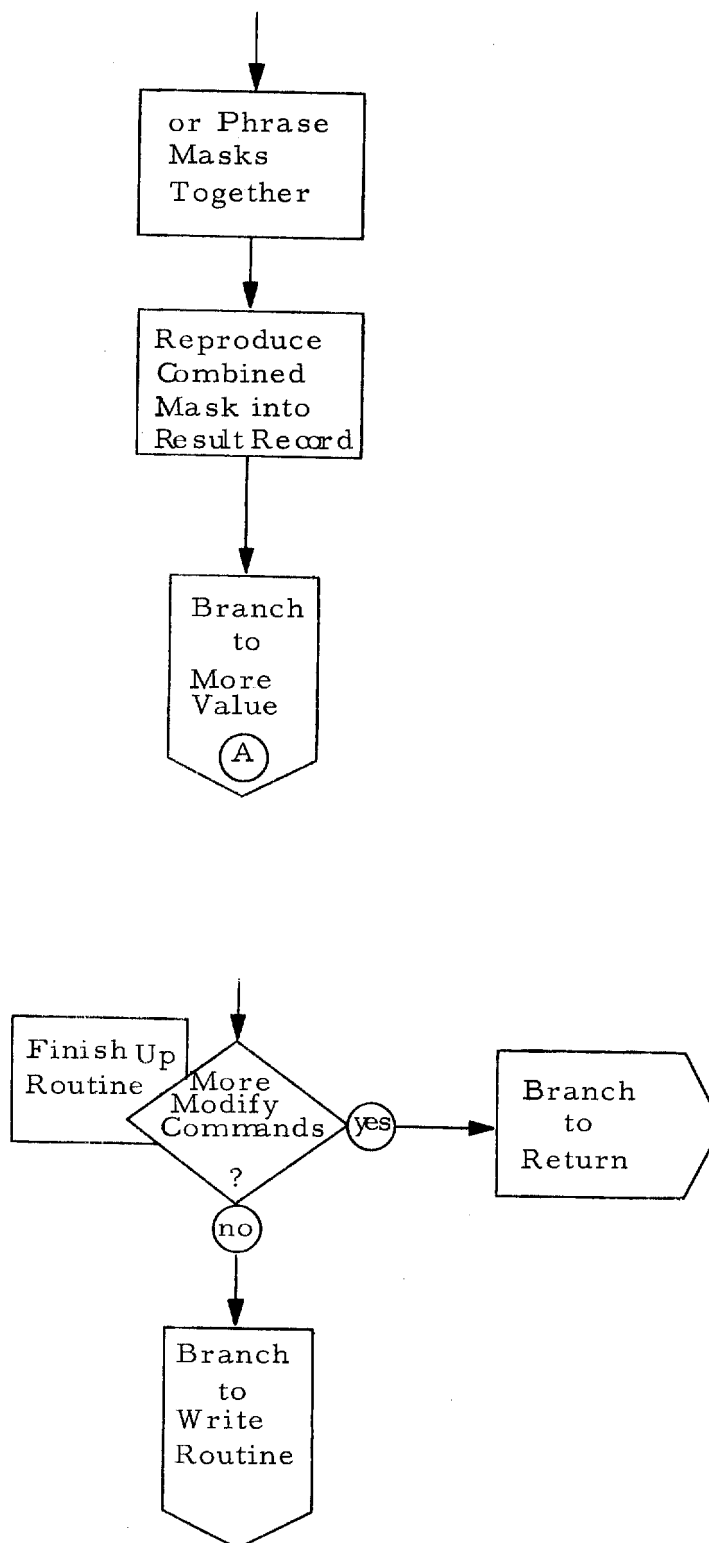 or Phrase
Masks
Together
Reproduce
Combined
Mask into
Result Record
Branch
to
More
Value
A
Finish Up
Routine
More
Modify
Commands
?
yes
no
Branch
to
Return
Branch
to
Write
Routine